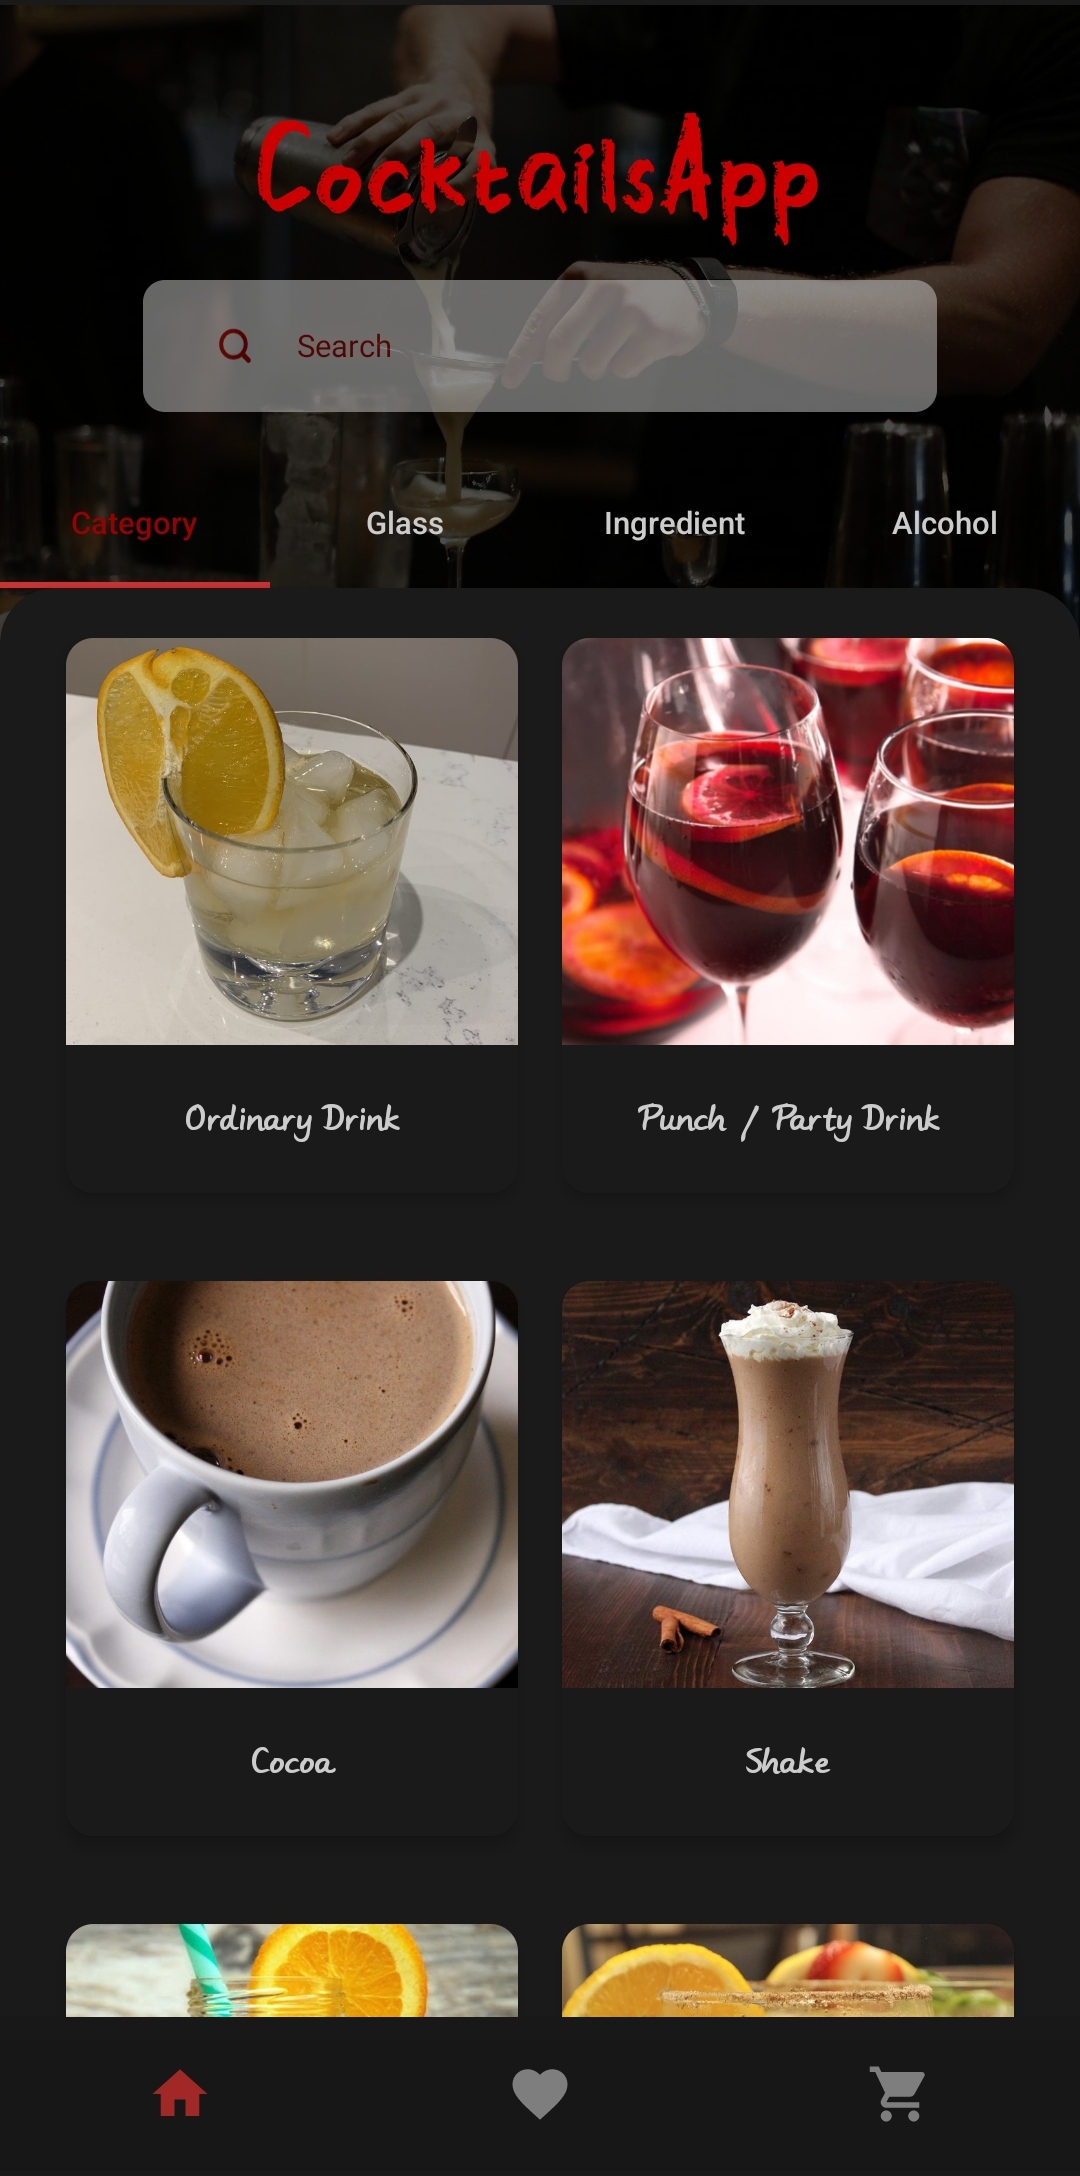 CocktailsApp
Search
Category Glass Ingredient Alcohol
Ordinary Drink Punch / Party Drink
Cocoa Shake